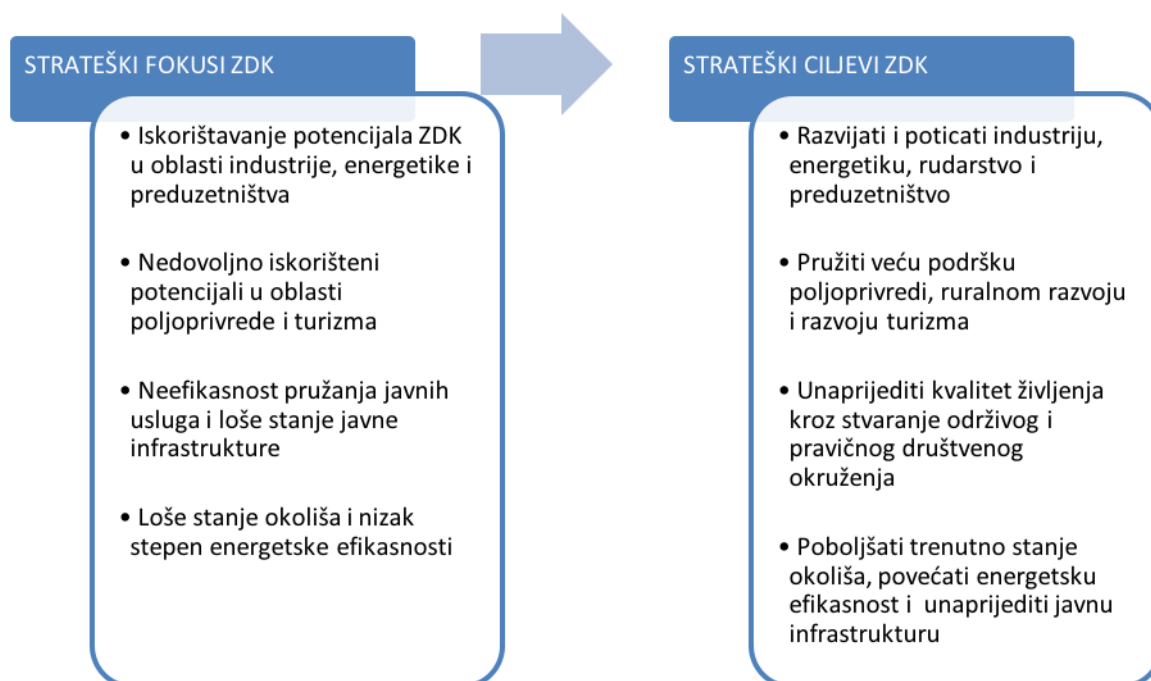 STRATEŠKI FOKUSI ZDK
• Iskorištavanje potencijala ZDK
u oblasti industrije, energetike i
preduzetništva
• Nedovoljno iskorišteni
potencijali u oblasti
poljoprivrede i turizma
• Neefikasnost pružanja javnih
usluga i loše stanje javne
infrastrukture
• Loše stanje okoliša i nizak
stepen energetske efikasnosti
STRATEŠKI CILJEVI ZDK
• Razvijati i poticati industriju,
energetiku, rudarstvo i
preduzetništvo
• Pružiti veću podršku
poljoprivredi, ruralnom razvoju
i razvoju turizma
• Unaprijediti kvalitet življenja
kroz stvaranje održivog i
pravičnog društvenog
okruženja
• Poboljšati trenutno stanje
okoliša, povećati energetsku
efikasnost i unaprijediti javnu
infrastrukturu